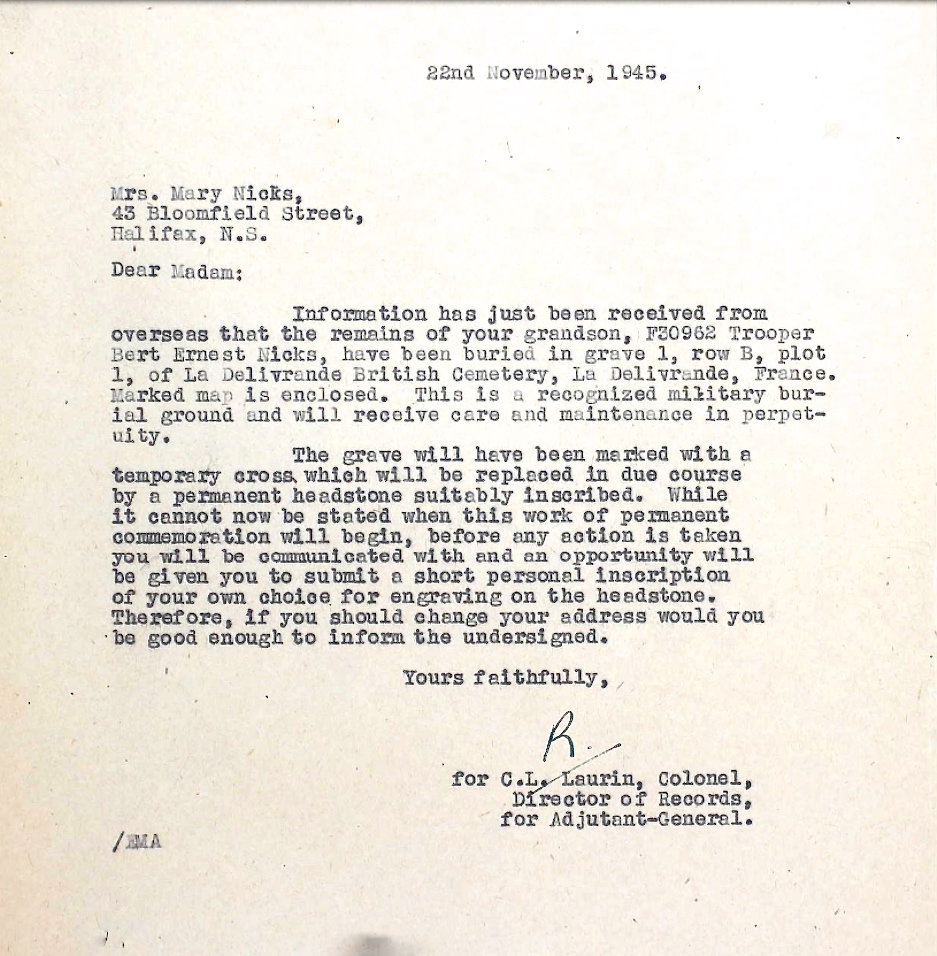 22nd November, 1945.
Mrs. Mary Nicks,
43 Bloomfield Street,
Halifax, N.S.
Dear Madam:
Information has just been received from
overseas that the remains of your grandson, F30962 Trooper
Bert Ernest Nicks, have been buried in grave 1, row B, plot
1, of La Delivrande British Cemetery, La Delivrande, France.
Marked map is enclosed. This is a recognized military bur-
ial ground and will receive care and maintenance in perpet-
uity.
The grave will have been marked with a
temporary cross which will be replaced in due course
by a permanent headstone suitably inscribed. While
it cannot now be stated when this work of permanent
commemoration will begin, before any action is taken
you will be communicated with and an opportunity will
be given you to submit a short personal inscription
of your own choice for engraving on the headstone.
Therefore, if you should change your address would you
be good enough to inform the undersigned.
Yours faithfully,
R.
for C.L. Laurin, Colonel,
Director of Records,
for Adjutant-General.
/EMA